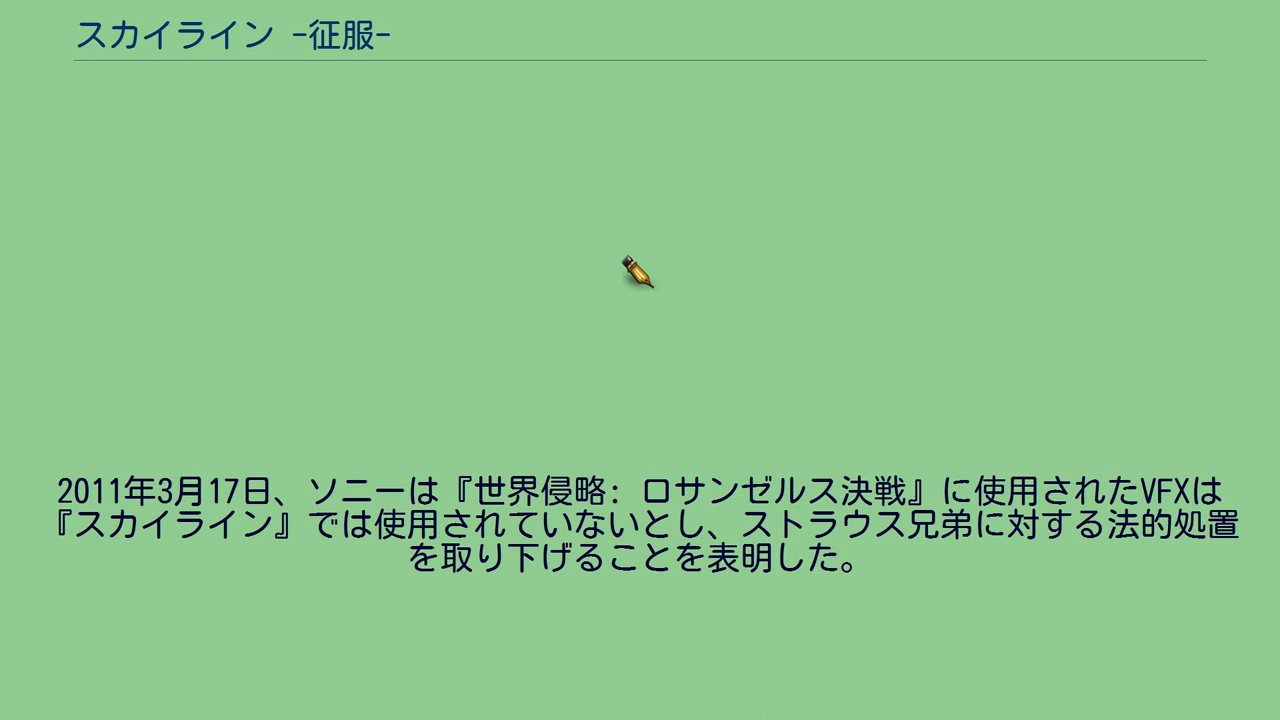 スカイライン -征服-
2011年3月17日、ソニーは『世界侵略: ロサンゼルス決戦』に使用されたVFXは
『スカイライン』では使用されていないとし、ストラウス兄弟に対する法的処置
を取り下げることを表明した。